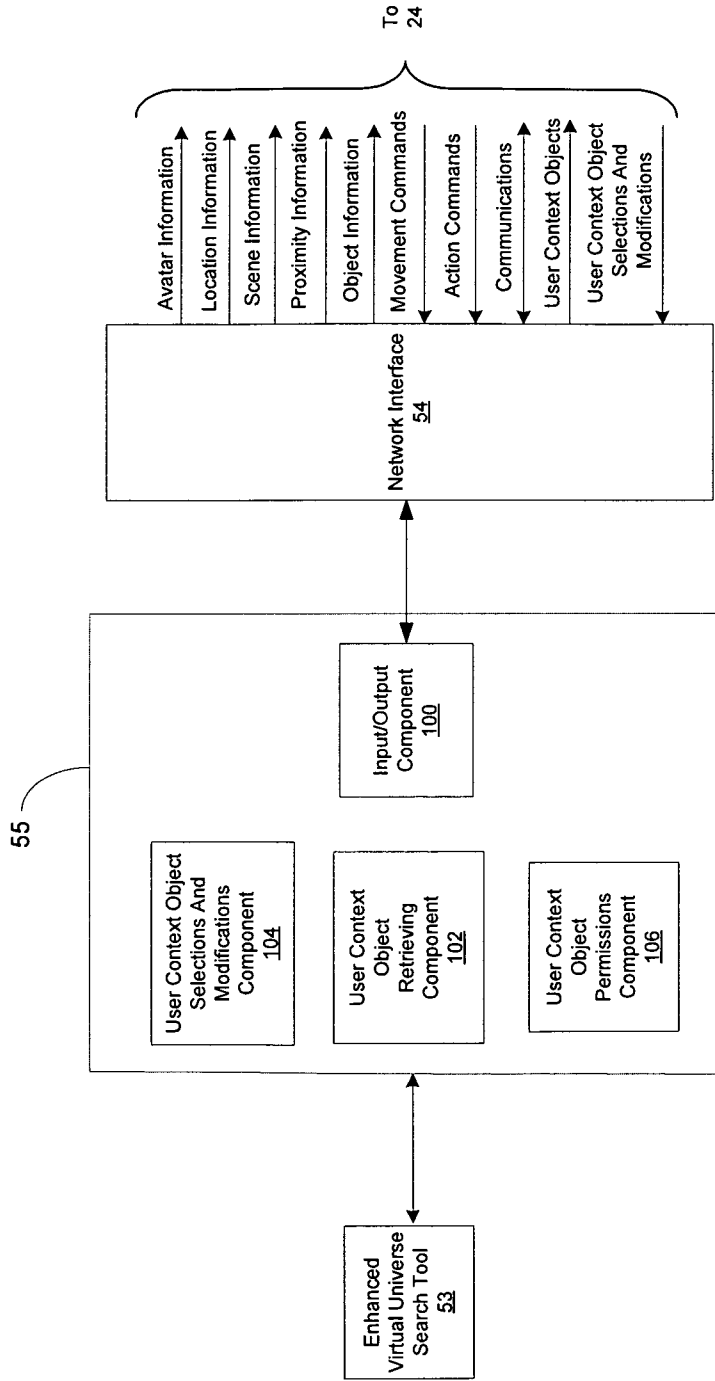 55
Enhanced
Virtual Universe
Search Tool
53
User Context Object
Selections And
Modifications
Component
104
User Context
Object
Retrieving
Component
102
User Context
Object
Permissions
Component
106
Input/Output
Component
100
Network Interface
54
Avatar Information
Location Information
Scene Information
Proximity Information
Object Information
Movement Commands
Action Commands
Communications
User Context Objects
User Context Object
Selections And
Modifications
To
24